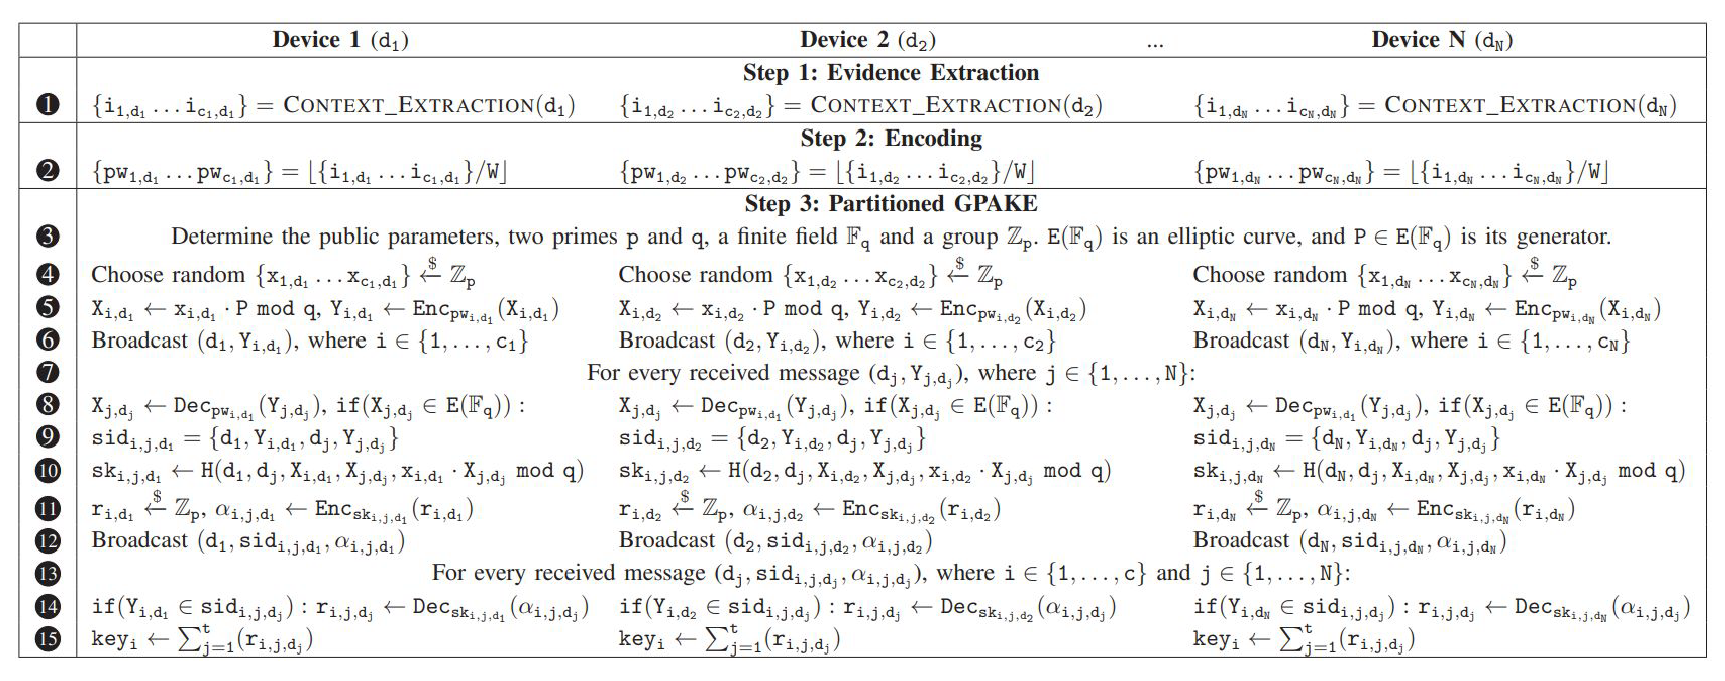 Device 1 (d₁) Device 2 (d₂) ... Device N (d_N)
Step 1: Evidence Extraction
❶ {i_{1,d₁} … i_{c₁,d₁}} = CONTEXT_EXTRACTION(d₁) {i_{1,d₂} … i_{c₂,d₂}} = CONTEXT_EXTRACTION(d₂) {i_{1,d_N} … i_{c_N,d_N}} = CONTEXT_EXTRACTION(d_N)
Step 2: Encoding
❷ {pw_{1,d₁} … pw_{c₁,d₁}} = ⌊{i_{1,d₁} … i_{c₁,d₁}}/W⌋ {pw_{1,d₂} … pw_{c₂,d₂}} = ⌊{i_{1,d₂} … i_{c₂,d₂}}/W⌋ {pw_{1,d_N} … pw_{c_N,d_N}} = ⌊{i_{1,d_N} … i_{c_N,d_N}}/W⌋
Step 3: Partitioned GPAKE
❸ Determine the public parameters, two primes p and q, a finite field 𝔽_q and a group ℤ_p. E(𝔽_q) is an elliptic curve, and P ∈ E(𝔽_q) is its generator.
❹ Choose random {x_{1,d₁} … x_{c₁,d₁}} ←$ ℤ_p Choose random {x_{1,d₂} … x_{c₂,d₂}} ←$ ℤ_p Choose random {x_{1,d_N} … x_{c_N,d_N}} ←$ ℤ_p
❺ X_{i,d₁} ← x_{i,d₁} · P mod q, Y_{i,d₁} ← Enc_{pw_{i,d₁}}(X_{i,d₁}) X_{i,d₂} ← x_{i,d₂} · P mod q, Y_{i,d₂} ← Enc_{pw_{i,d₂}}(X_{i,d₂}) X_{i,d_N} ← x_{i,d_N} · P mod q, Y_{i,d_N} ← Enc_{pw_{i,d_N}}(X_{i,d_N})
❻ Broadcast (d₁, Y_{i,d₁}), where i ∈ {1, …, c₁} Broadcast (d₂, Y_{i,d₂}), where i ∈ {1, …, c₂} Broadcast (d_N, Y_{i,d_N}), where i ∈ {1, …, c_N}
❼ For every received message (d_j, Y_{j,d_j}), where j ∈ {1, …, N}:
❽ X_{j,d_j} ← Dec_{pw_{i,d₁}}(Y_{j,d_j}), if(X_{j,d_j} ∈ E(𝔽_q)) : X_{j,d_j} ← Dec_{pw_{i,d₁}}(Y_{j,d_j}), if(X_{j,d_j} ∈ E(𝔽_q)) : X_{j,d_j} ← Dec_{pw_{i,d₁}}(Y_{j,d_j}), if(X_{j,d_j} ∈ E(𝔽_q)) :
❾ sid_{i,j,d₁} = {d₁, Y_{i,d₁}, d_j, Y_{j,d_j}} sid_{i,j,d₂} = {d₂, Y_{i,d₂}, d_j, Y_{j,d_j}} sid_{i,j,d_N} = {d_N, Y_{i,d_N}, d_j, Y_{j,d_j}}
❿ sk_{i,j,d₁} ← H(d₁, d_j, X_{i,d₁}, X_{j,d_j}, x_{i,d₁} · X_{j,d_j} mod q) sk_{i,j,d₂} ← H(d₂, d_j, X_{i,d₂}, X_{j,d_j}, x_{i,d₂} · X_{j,d_j} mod q) sk_{i,j,d_N} ← H(d_N, d_j, X_{i,d_N}, X_{j,d_j}, x_{i,d_N} · X_{j,d_j} mod q)
⓫ r_{i,d₁} ←$ ℤ_p, α_{i,j,d₁} ← Enc_{sk_{i,j,d₁}}(r_{i,d₁}) r_{i,d₂} ←$ ℤ_p, α_{i,j,d₂} ← Enc_{sk_{i,j,d₂}}(r_{i,d₂}) r_{i,d_N} ←$ ℤ_p, α_{i,j,d_N} ← Enc_{sk_{i,j,d_N}}(r_{i,d_N})
⓬ Broadcast (d₁, sid_{i,j,d₁}, α_{i,j,d₁}) Broadcast (d₂, sid_{i,j,d₂}, α_{i,j,d₂}) Broadcast (d_N, sid_{i,j,d_N}, α_{i,j,d_N})
⓭ For every received message (d_j, sid_{i,j,d_j}, α_{i,j,d_j}), where i ∈ {1, …, c} and j ∈ {1, …, N}:
⓮ if(Y_{i,d₁} ∈ sid_{i,j,d_j}) : r_{i,j,d_j} ← Dec_{sk_{i,j,d₁}}(α_{i,j,d_j}) if(Y_{i,d₂} ∈ sid_{i,j,d_j}) : r_{i,j,d_j} ← Dec_{sk_{i,j,d₂}}(α_{i,j,d_j}) if(Y_{i,d_N} ∈ sid_{i,j,d_j}) : r_{i,j,d_j} ← Dec_{sk_{i,j,d_N}}(α_{i,j,d_j})
⓯ key_i ← ∑_{j=1}^{t}(r_{i,j,d_j}) key_i ← ∑_{j=1}^{t}(r_{i,j,d_j}) key_i ← ∑_{j=1}^{t}(r_{i,j,d_j})